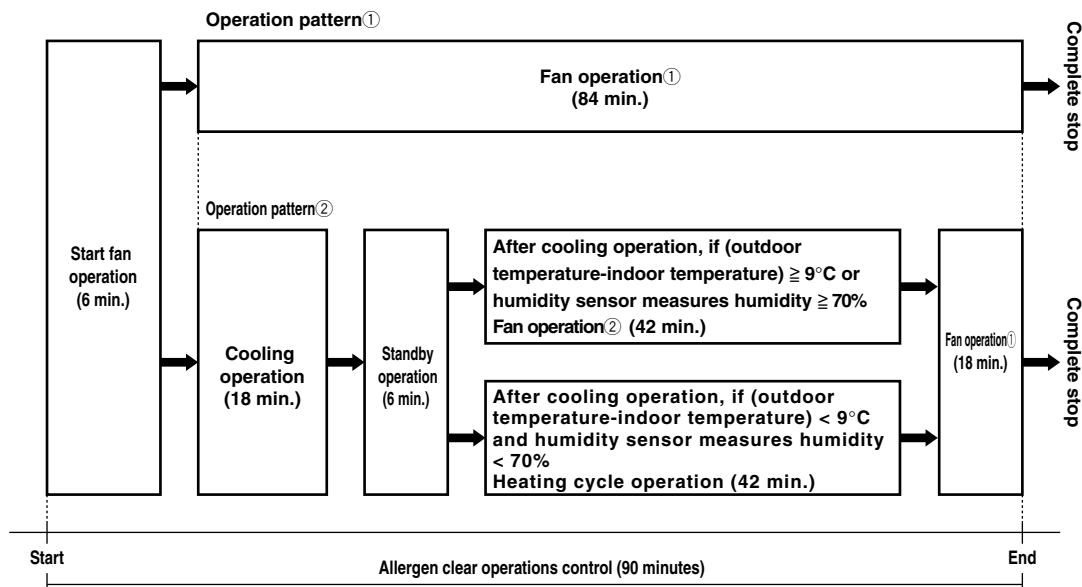 Operation pattern①
Fan operation①
(84 min.)
Complete stop
Start fan
operation
(6 min.)
Operation pattern②
Cooling
operation
(18 min.)
Standby
operation
(6 min.)
After cooling operation, if (outdoor
temperature-indoor temperature) ≧ 9°C or
humidity sensor measures humidity ≧ 70%
Fan operation② (42 min.)
After cooling operation, if (outdoor
temperature-indoor temperature) < 9°C
and humidity sensor measures humidity
< 70%
Heating cycle operation (42 min.)
Fan operation①
(18 min.)
Complete stop
Start
End
Allergen clear operations control (90 minutes)